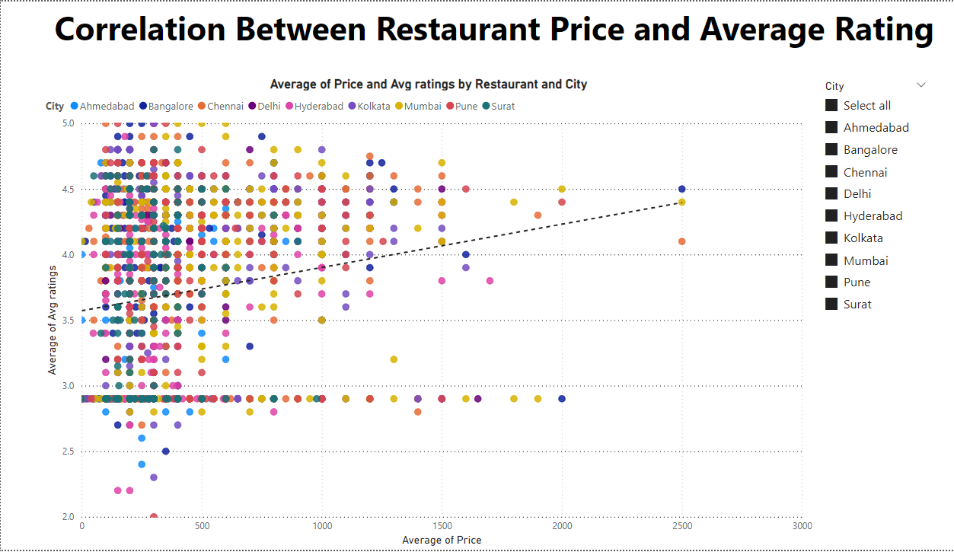 Correlation Between Restaurant Price and Average Rating
Average of Price and Avg ratings by Restaurant and City
City Ahmedabad Bangalore Chennai Delhi Hyderabad Kolkata Mumbai Pune Surat
Average of Avg ratings
5.0
4.5
4.0
3.5
3.0
2.5
2.0
0 500 1000 1500 2000 2500 3000
Average of Price
City
Select all
Ahmedabad
Bangalore
Chennai
Delhi
Hyderabad
Kolkata
Mumbai
Pune
Surat